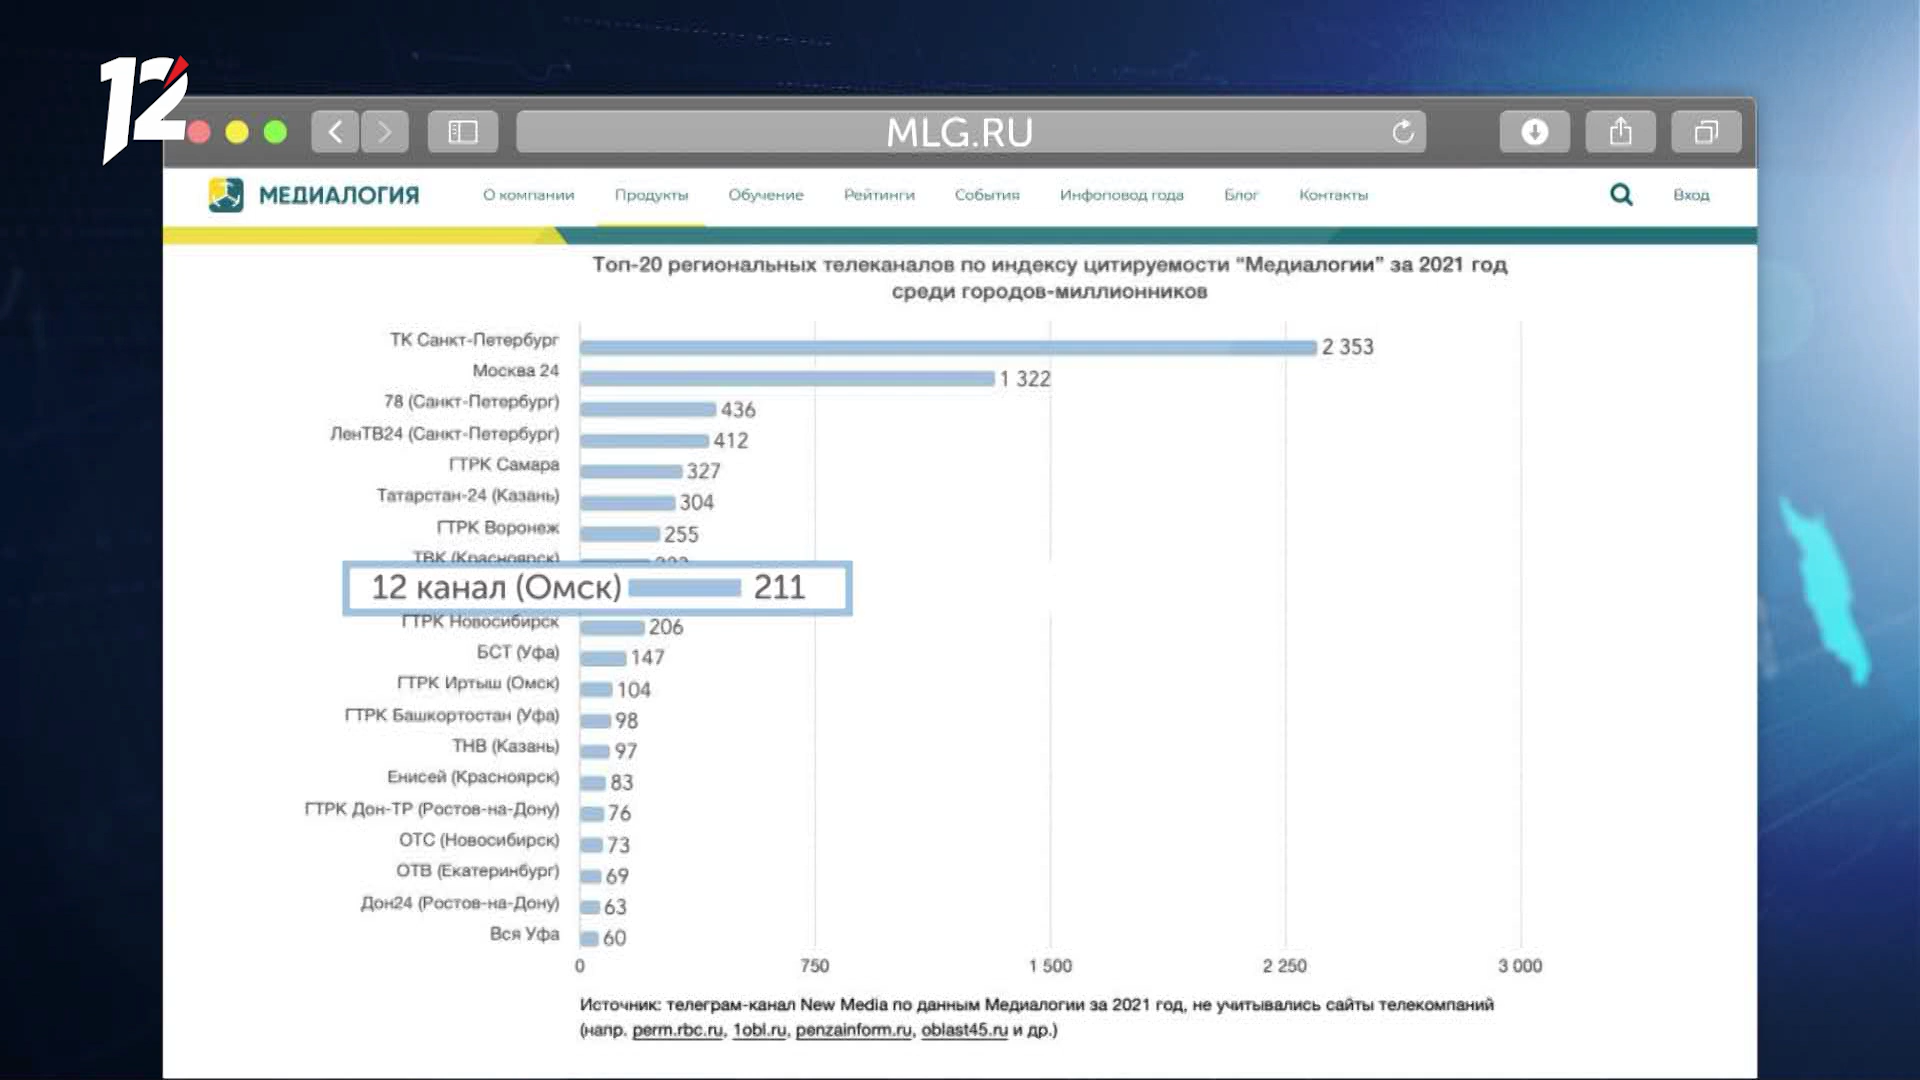 12
MLG.RU
МЕДИАЛОГИЯ О компании Продукты Обучение Рейтинги События Инфоповод года Блог Контакты Вход
Топ-20 региональных телеканалов по индексу цитируемости “Медиалогии” за 2021 год
среди городов-миллионников
ТК Санкт-Петербург 2 353
Москва 24 1 322
78 (Санкт-Петербург) 436
ЛенТВ24 (Санкт-Петербург) 412
ГТРК Самара 327
Татарстан-24 (Казань) 304
ГТРК Воронеж 255
ТВК (Красноярск)
12 канал (Омск) 211
ГТРК Новосибирск 206
БСТ (Уфа) 147
ГТРК Иртыш (Омск) 104
ГТРК Башкортостан (Уфа) 98
ТНВ (Казань) 97
Енисей (Красноярск) 83
ГТРК Дон-ТР (Ростов-на-Дону) 76
ОТС (Новосибирск) 73
ОТВ (Екатеринбург) 69
Дон24 (Ростов-на-Дону) 63
Вся Уфа 60
0 750 1 500 2 250 3 000
Источник: телеграм-канал New Media по данным Медиалогии за 2021 год, не учитывались сайты телекомпаний
(напр. perm.rbc.ru, 1obl.ru, penzainform.ru, oblast45.ru и др.)